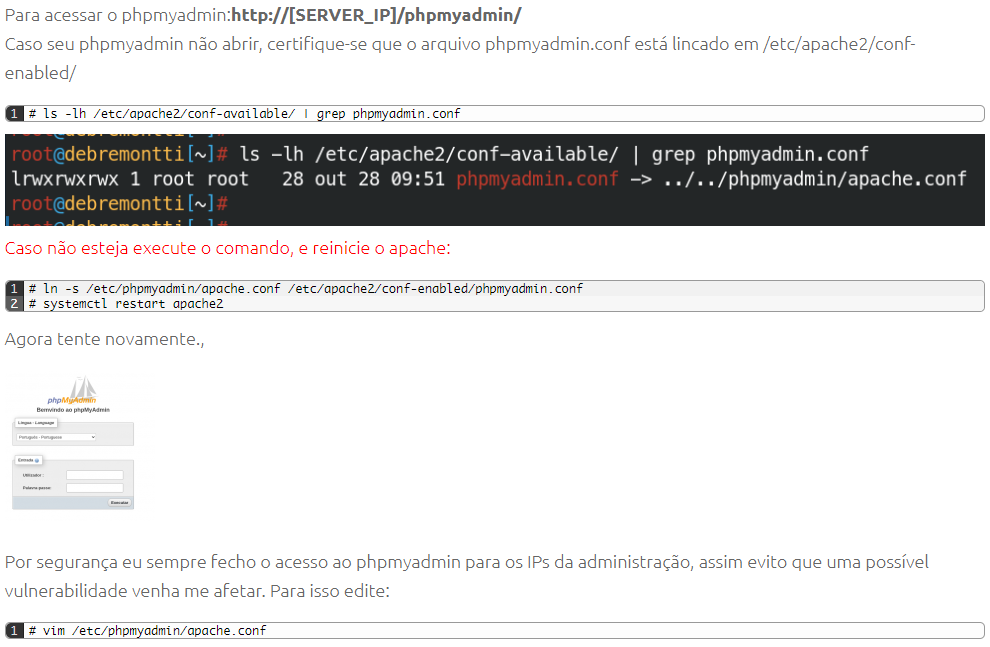 Para acessar o phpmyadmin:http://[SERVER_IP]/phpmyadmin/
Caso seu phpmyadmin não abrir, certifique-se que o arquivo phpmyadmin.conf está lincado em /etc/apache2/conf-
enabled/
1 # ls -lh /etc/apache2/conf-available/ | grep phpmyadmin.conf
root@debremontti[~]# ls -lh /etc/apache2/conf-available/ | grep phpmyadmin.conf
lrwxrwxrwx 1 root root 28 out 28 09:51 phpmyadmin.conf -> ../../phpmyadmin/apache.conf
root@debremontti[~]#
Caso não esteja execute o comando, e reinicie o apache:
1 # ln -s /etc/phpmyadmin/apache.conf /etc/apache2/conf-enabled/phpmyadmin.conf
2 # systemctl restart apache2
Agora tente novamente.,
phpMyAdmin
Bemvindo ao phpMyAdmin
Língua - Language
Português - Portuguese
Entrada
Utilizador :
Palavra passe:
Executar
Por segurança eu sempre fecho o acesso ao phpmyadmin para os IPs da administração, assim evito que uma possível
vulnerabilidade venha me afetar. Para isso edite:
1 # vim /etc/phpmyadmin/apache.conf